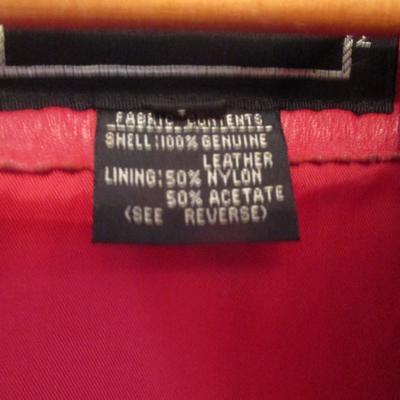 FABRIC CONTENTS
SHELL:100% GENUINE
LEATHER
LINING:50% NYLON
50% ACETATE
(SEE REVERSE)